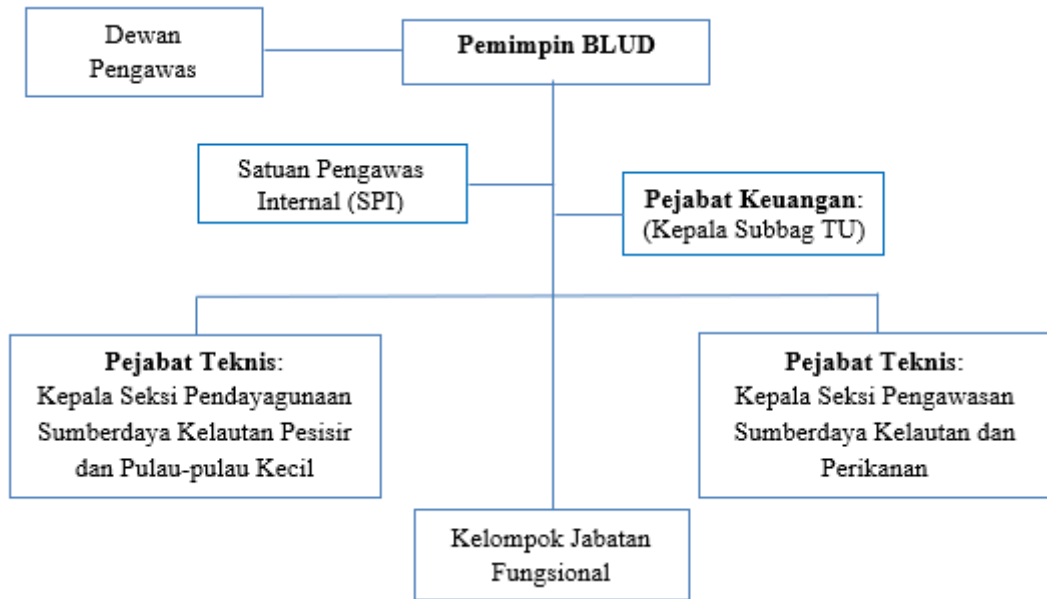 Dewan
Pengawas
Pemimpin BLUD
Satuan Pengawas
Internal (SPI)
Pejabat Keuangan:
(Kepala Subbag TU)
Pejabat Teknis:
Kepala Seksi Pendayagunaan
Sumberdaya Kelautan Pesisir
dan Pulau-pulau Kecil
Pejabat Teknis:
Kepala Seksi Pengawasan
Sumberdaya Kelautan dan
Perikanan
Kelompok Jabatan
Fungsional